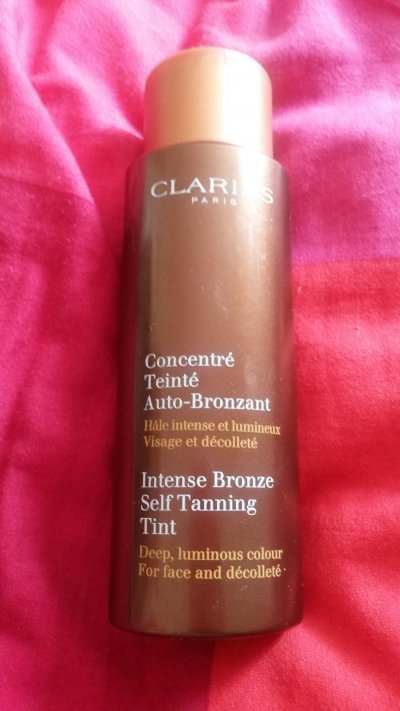 CLARINS
PARIS
Concentré
Teinté
Auto-Bronzant
Hâle intense et lumineux
Visage et décolleté
Intense Bronze
Self Tanning
Tint
Deep, luminous colour
For face and décolleté